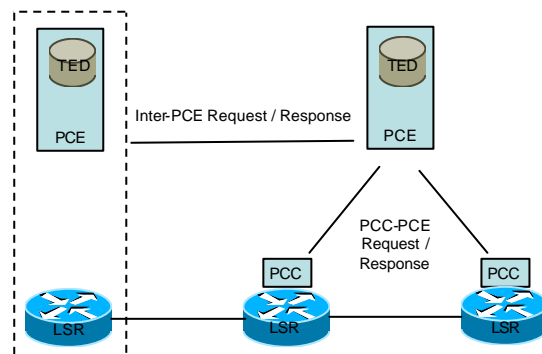 TED
TED
PCE
Inter-PCE Request / Response
PCE
PCC-PCE
Request /
Response
PCC
PCC
LSR
LSR
LSR